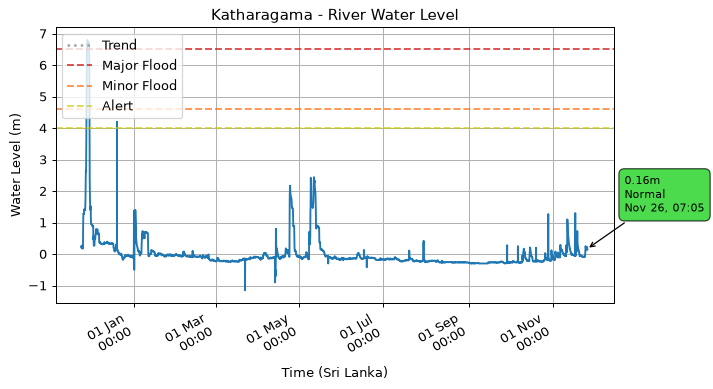 Katharagama - River Water Level
7
6
5
4
3
2
1
0
−1
Water Level (m)
Trend
Major Flood
Minor Flood
Alert
0.16m
Normal
Nov 26, 07:05
01 Jan
00:00
01 Mar
00:00
01 May
00:00
01 Jul
00:00
01 Sep
00:00
01 Nov
00:00
Time (Sri Lanka)